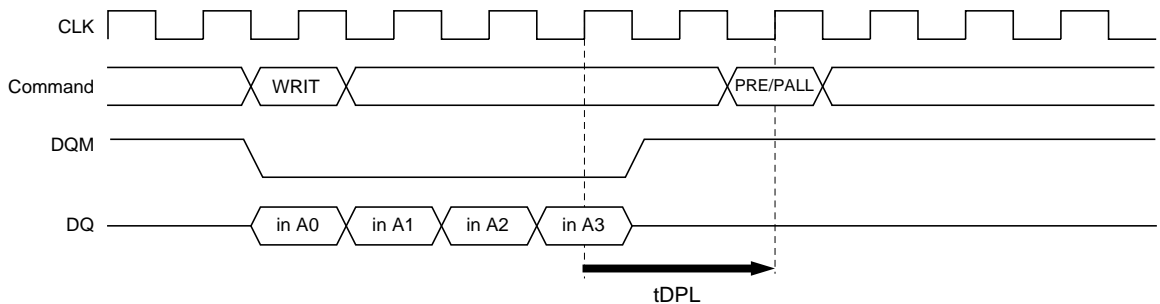 CLK
Command WRIT PRE/PALL
DQM
DQ in A0 in A1 in A2 in A3
tDPL